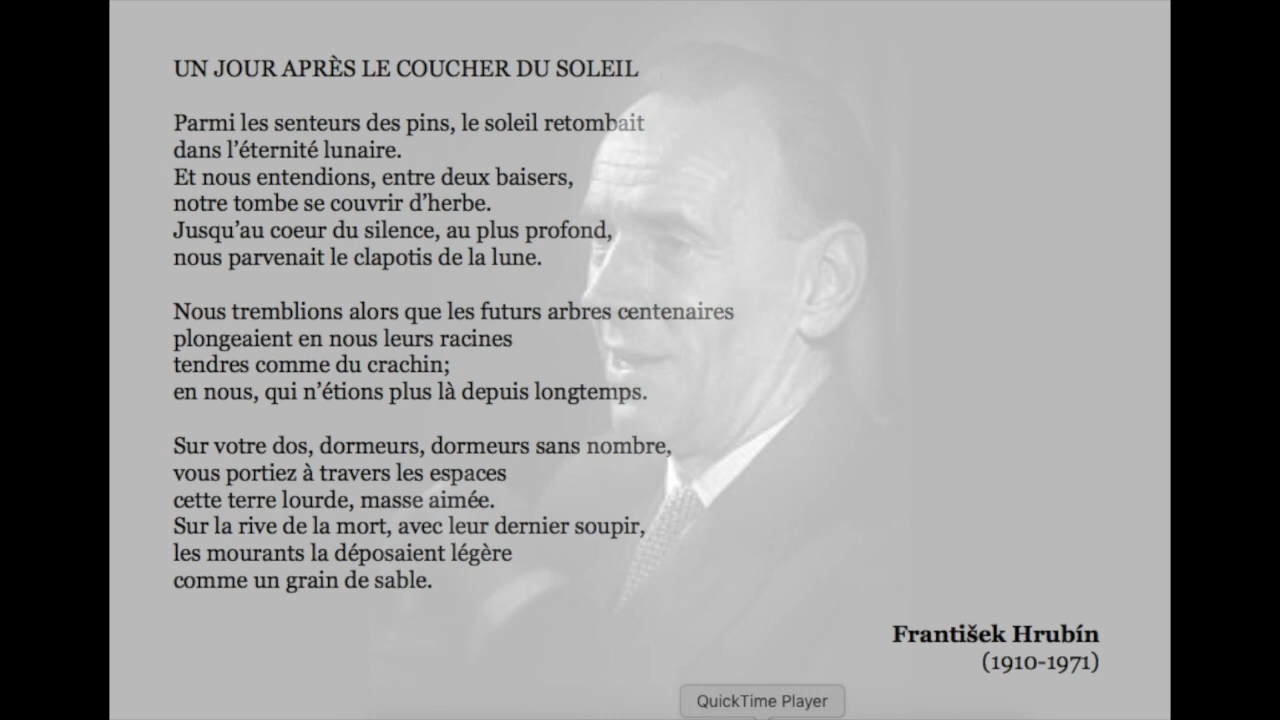 UN JOUR APRÈS LE COUCHER DU SOLEIL
Parmi les senteurs des pins, le soleil retombait
dans l’éternité lunaire.
Et nous entendions, entre deux baisers,
notre tombe se couvrir d’herbe.
Jusqu’au coeur du silence, au plus profond,
nous parvenait le clapotis de la lune.
Nous tremblions alors que les futurs arbres centenaires
plongeaient en nous leurs racines
tendres comme du crachin;
en nous, qui n’étions plus là depuis longtemps.
Sur votre dos, dormeurs, dormeurs sans nombre,
vous portiez à travers les espaces
cette terre lourde, masse aimée.
Sur la rive de la mort, avec leur dernier soupir,
les mourants la déposaient légère
comme un grain de sable.
František Hrubín
(1910-1971)
QuickTime Player